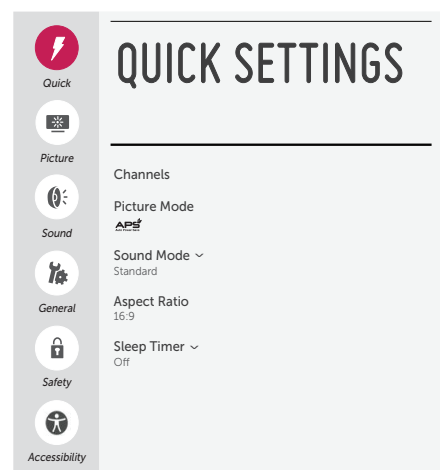 QUICK SETTINGS
Quick
Picture
Sound
General
Safety
Accessibility
Channels
Picture Mode
APS
Sound Mode
Standard
Aspect Ratio
16:9
Sleep Timer
Off